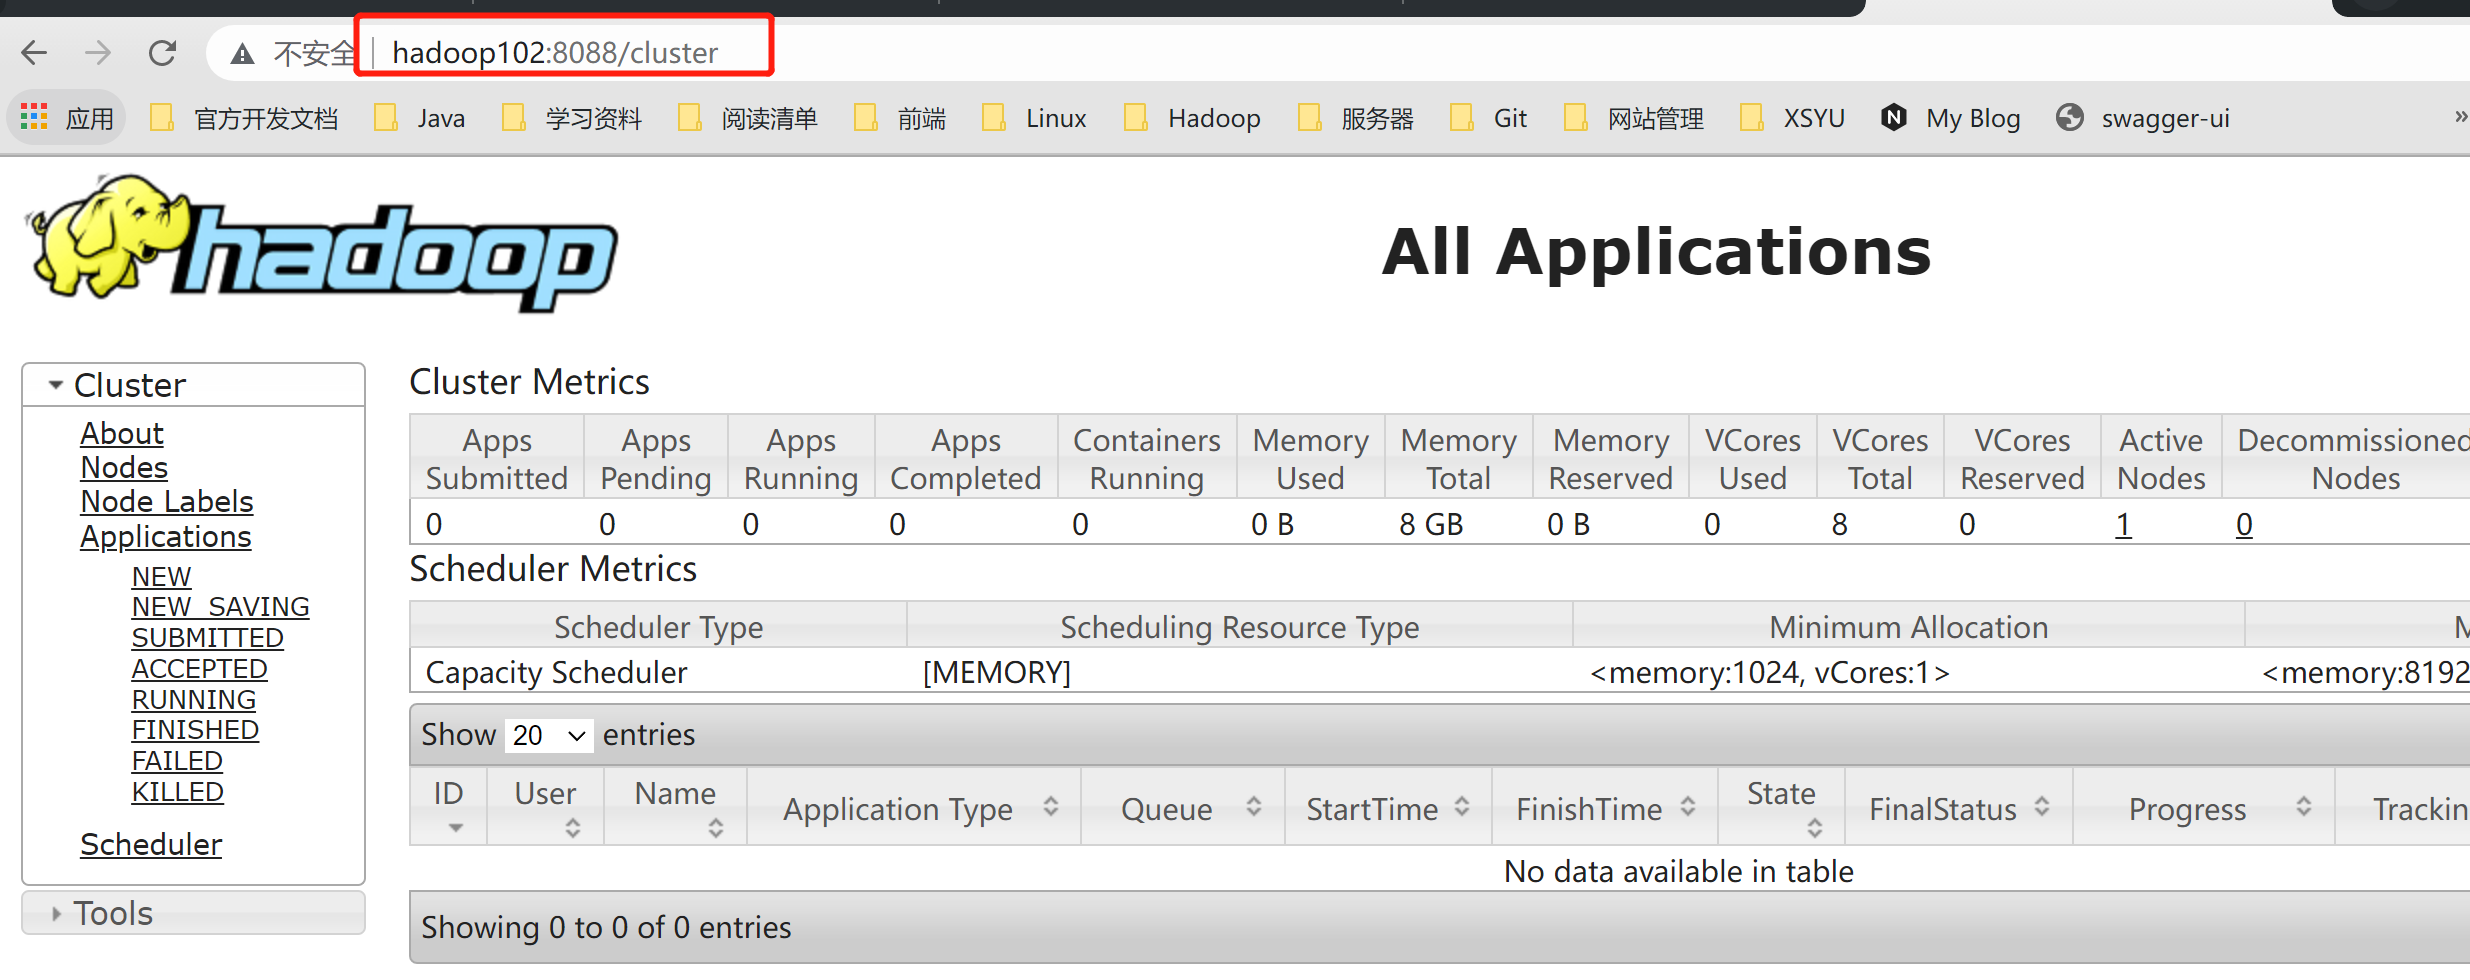 不安全 hadoop102:8088/cluster
应用 官方开发文档 Java 学习资料 阅读清单 前端 Linux Hadoop 服务器 Git 网站管理 XSYU My Blog swagger-ui »
hadoop
All Applications
Cluster
About
Nodes
Node Labels
Applications
NEW
NEW_SAVING
SUBMITTED
ACCEPTED
RUNNING
FINISHED
FAILED
KILLED
Scheduler
Tools
Cluster Metrics
Apps Submitted Apps Pending Apps Running Apps Completed Containers Running Memory Used Memory Total Memory Reserved VCores Used VCores Total VCores Reserved Active Nodes Decommissioned Nodes
0 0 0 0 0 0 B 8 GB 0 B 0 8 0 1 0
Scheduler Metrics
Scheduler Type Scheduling Resource Type Minimum Allocation
Capacity Scheduler [MEMORY] <memory:1024, vCores:1> <memory:8192
Show 20 entries
ID User Name Application Type Queue StartTime FinishTime State FinalStatus Progress Trackin
No data available in table
Showing 0 to 0 of 0 entries